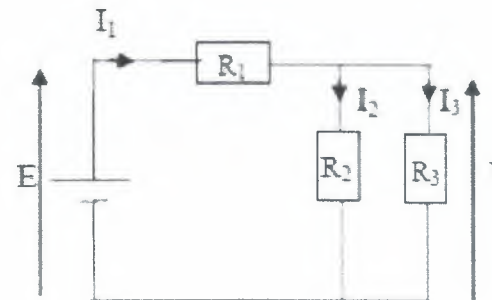 I₁
R₁
I₂ I₃
E R₂ R₃